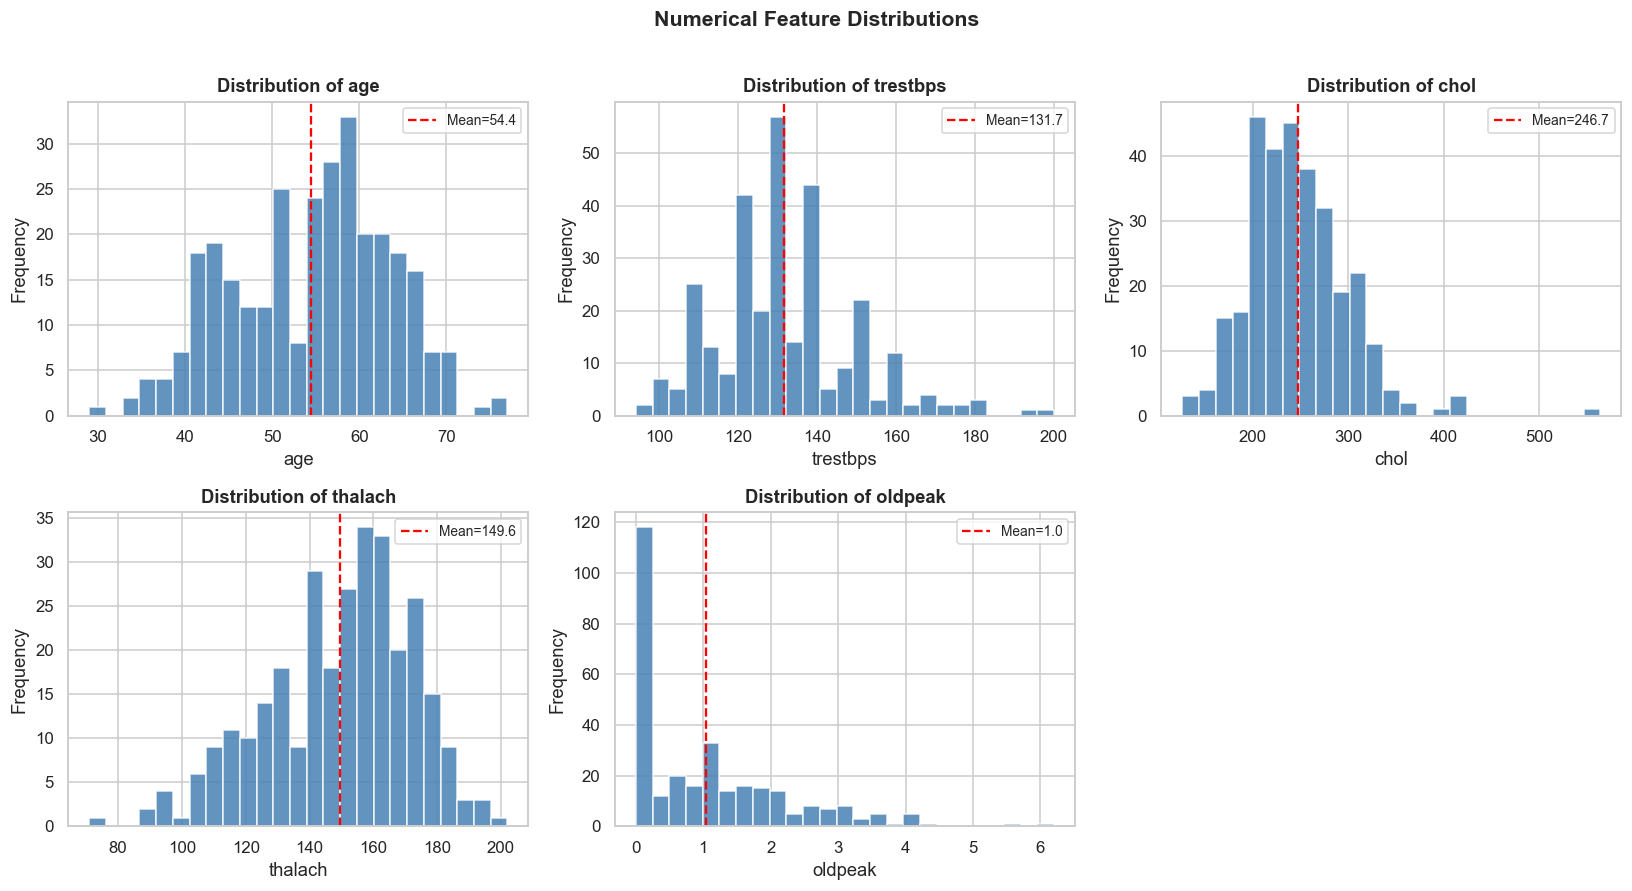 Numerical Feature Distributions
Distribution of age
Mean=54.4
Frequency
30
25
20
15
10
5
0
30 40 50 60 70
age
Distribution of trestbps
Mean=131.7
Frequency
50
40
30
20
10
0
100 120 140 160 180 200
trestbps
Distribution of chol
Mean=246.7
Frequency
40
30
20
10
0
200 300 400 500
chol
Distribution of thalach
Mean=149.6
Frequency
35
30
25
20
15
10
5
0
80 100 120 140 160 180 200
thalach
Distribution of oldpeak
Mean=1.0
Frequency
120
100
80
60
40
20
0
0 1 2 3 4 5 6
oldpeak